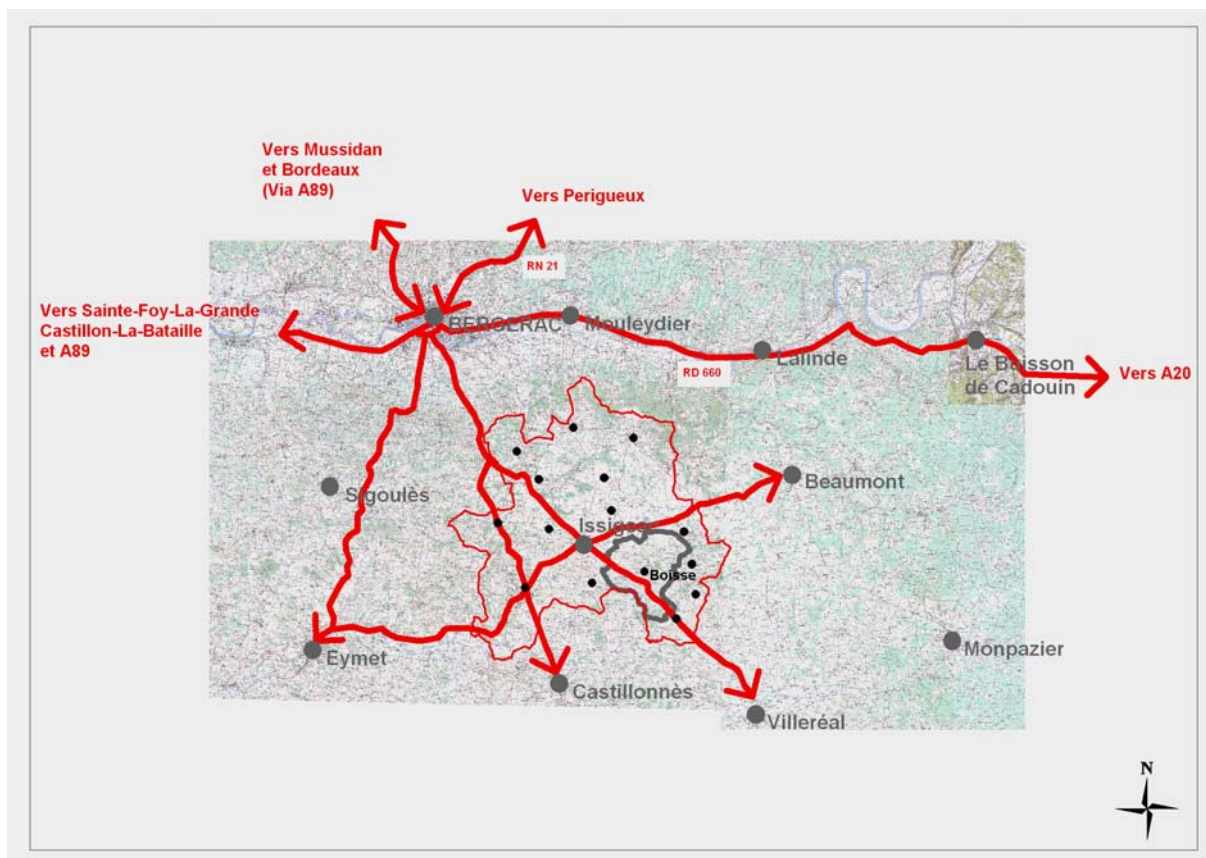 Vers Mussidan
et Bordeaux
(Via A89)
Vers Perigueux
RN 21
Vers Sainte-Foy-La-Grande
Castillon-La-Bataille
et A89
BERGERAC
Mouleydier
Lalinde
Le Buisson
de Cadouin
RD 660
Vers A20
Sigoulès
Beaumont
Issigeac
Boisse
Eymet
Monpazier
Castillonnès
Villeréal
N